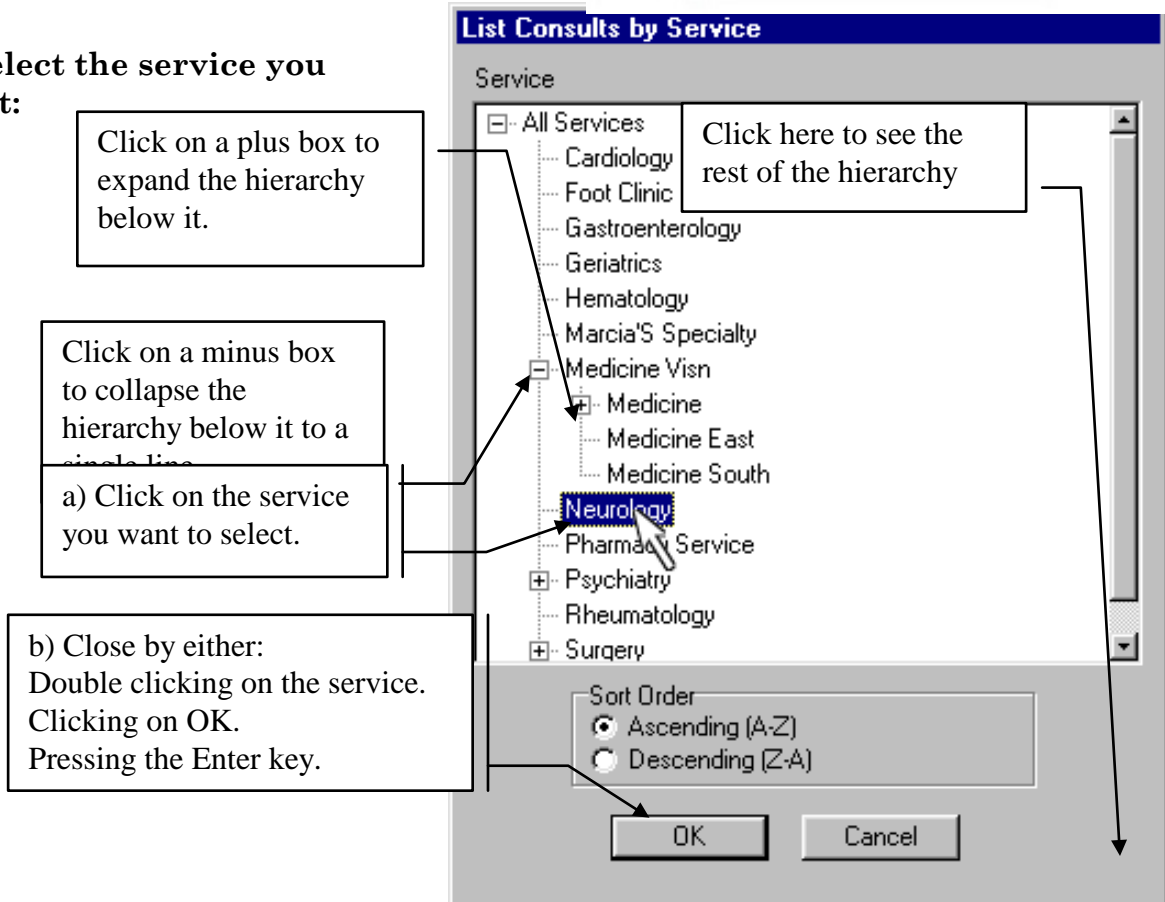 List Consults by Service
elect the service you
t:
Service
Click on a plus box to
expand the hierarchy
below it.
Click here to see the
rest of the hierarchy
All Services
Cardiology
Foot Clinic
Gastroenterology
Geriatrics
Hematology
Marcia'S Specialty
Medicine Visn
Medicine
Medicine East
Medicine South
Neurology
Pharmacy Service
Psychiatry
Rheumatology
Surgery
Click on a minus box
to collapse the
hierarchy below it to a
single line
a) Click on the service
you want to select.
b) Close by either:
Double clicking on the service.
Clicking on OK.
Pressing the Enter key.
Sort Order
Ascending (A-Z)
Descending (Z-A)
OK
Cancel